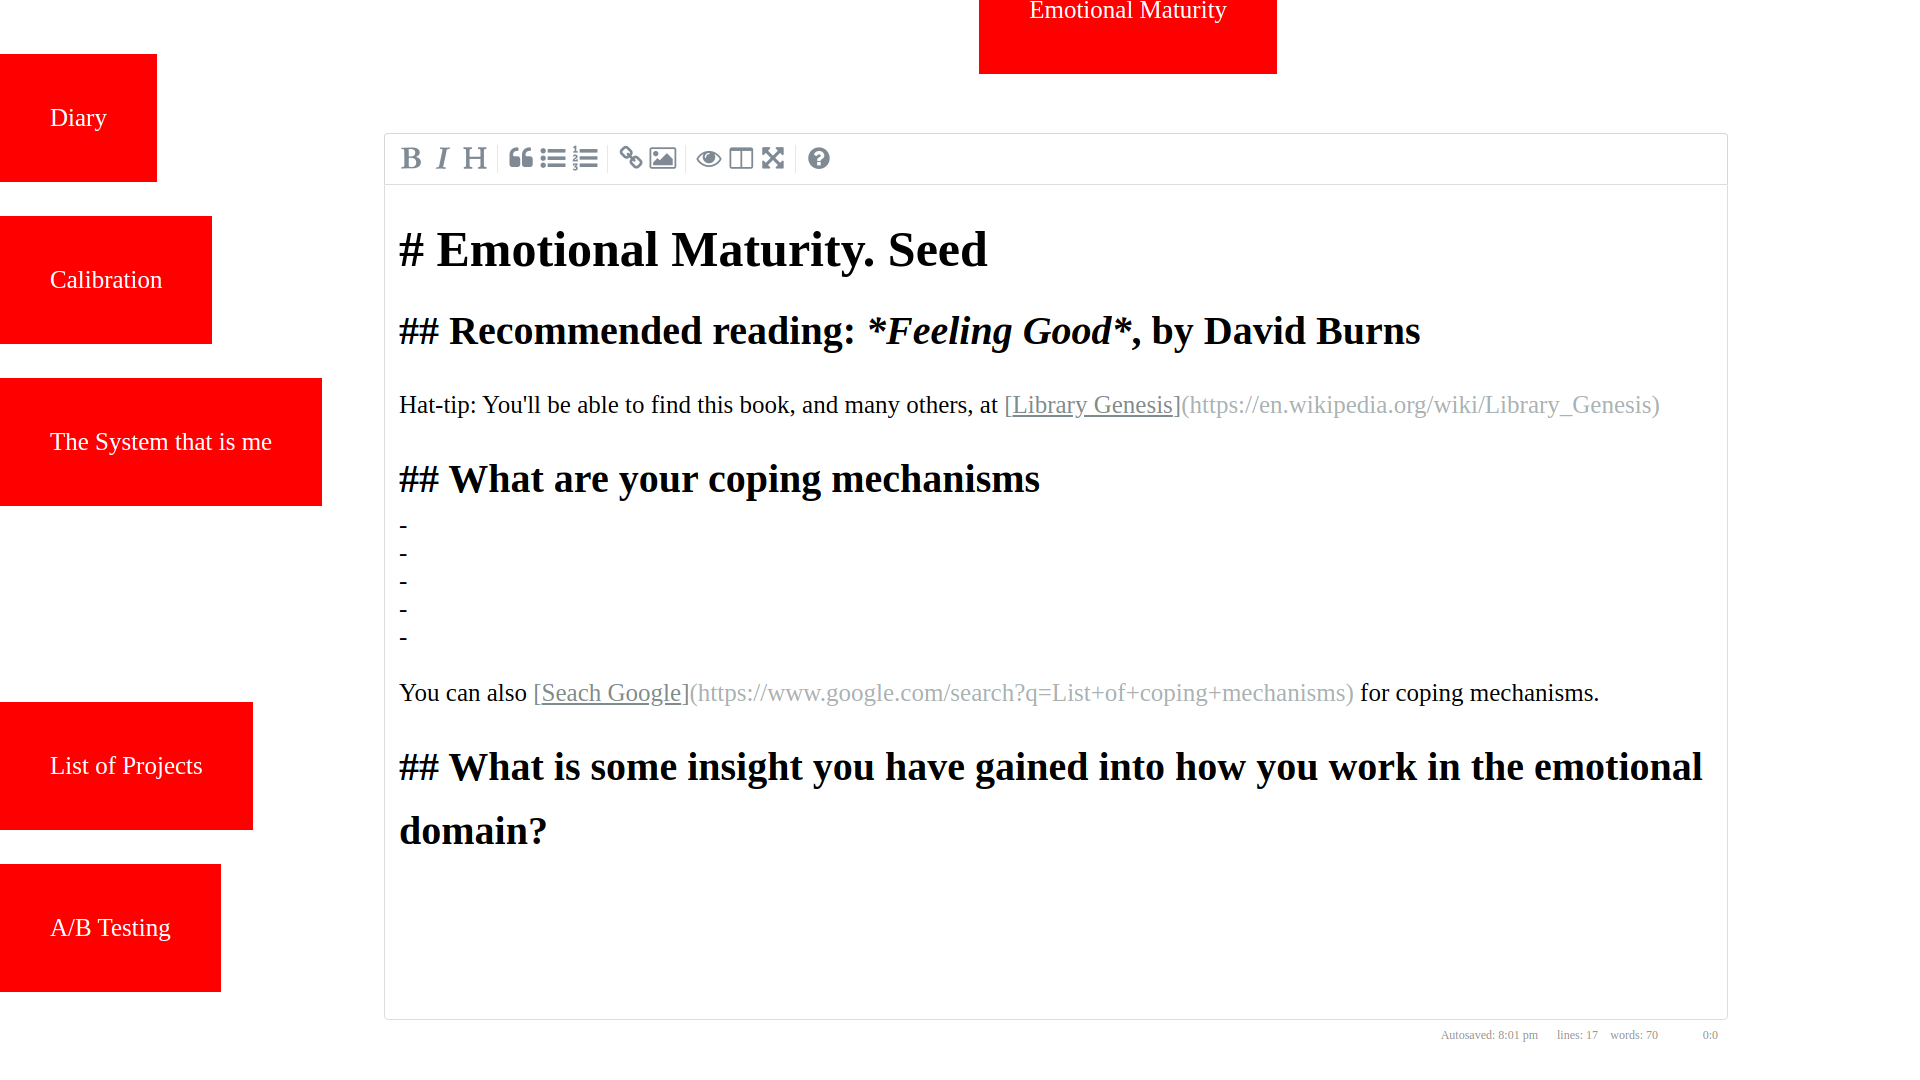 Emotional Maturity
Diary
Calibration
The System that is me
List of Projects
A/B Testing
B I H
# Emotional Maturity. Seed
## Recommended reading: *Feeling Good*, by David Burns
Hat-tip: You'll be able to find this book, and many others, at [Library Genesis](https://en.wikipedia.org/wiki/Library_Genesis)
## What are your coping mechanisms
-
-
-
-
-
You can also [Seach Google](https://www.google.com/search?q=List+of+coping+mechanisms) for coping mechanisms.
## What is some insight you have gained into how you work in the emotional
domain?
Autosaved: 8:01 pm lines: 17 words: 70 0:0